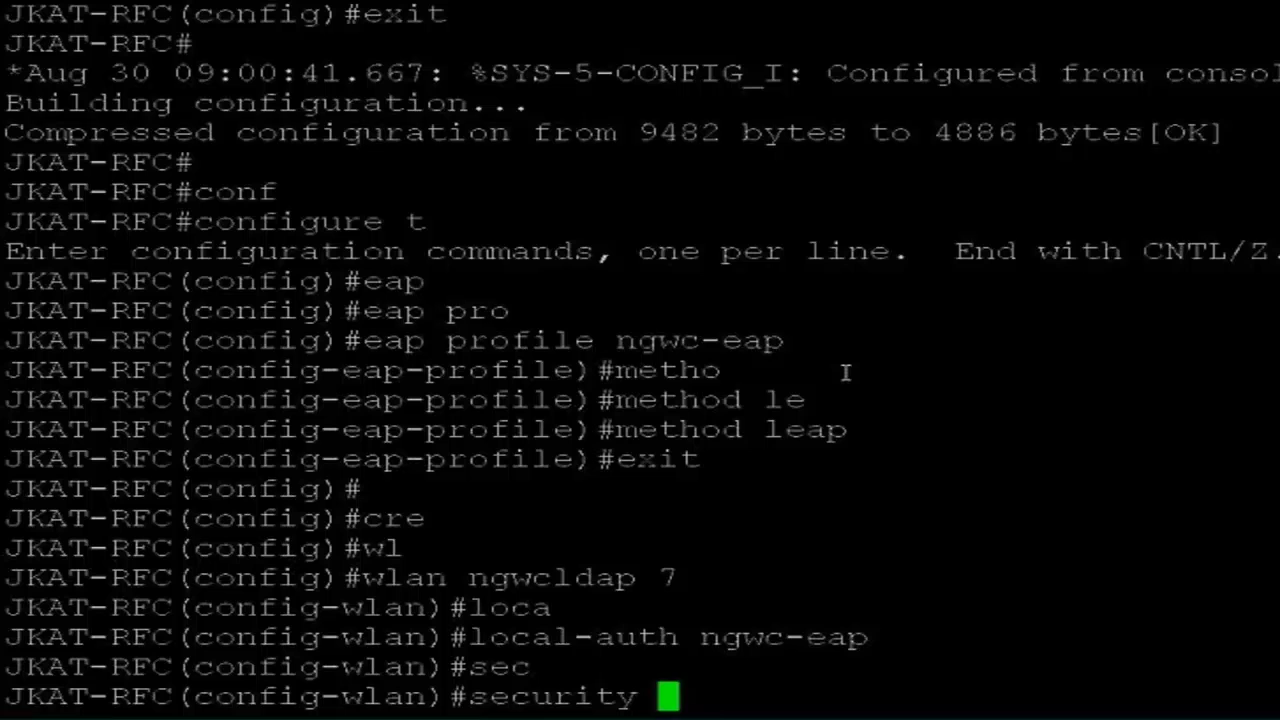 JKAT-RFC(config)#exit
JKAT-RFC#
*Aug 30 09:00:41.667: %SYS-5-CONFIG_I: Configured from consol
Building configuration...
Compressed configuration from 9482 bytes to 4886 bytes[OK]
JKAT-RFC#
JKAT-RFC#conf
JKAT-RFC#configure t
Enter configuration commands, one per line.  End with CNTL/Z.
JKAT-RFC(config)#eap
JKAT-RFC(config)#eap pro
JKAT-RFC(config)#eap profile ngwc-eap
JKAT-RFC(config-eap-profile)#metho
JKAT-RFC(config-eap-profile)#method le
JKAT-RFC(config-eap-profile)#method leap
JKAT-RFC(config-eap-profile)#exit
JKAT-RFC(config)#
JKAT-RFC(config)#cre
JKAT-RFC(config)#wl
JKAT-RFC(config)#wlan ngwcldap 7
JKAT-RFC(config-wlan)#loca
JKAT-RFC(config-wlan)#local-auth ngwc-eap
JKAT-RFC(config-wlan)#sec
JKAT-RFC(config-wlan)#security